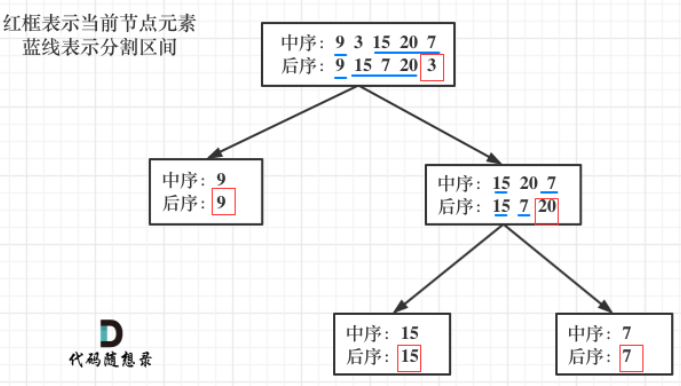 红框表示当前节点元素
蓝线表示分割区间
中序: 9 3 15 20 7
后序: 9 15 7 20 3
中序: 9
后序: 9
中序: 15 20 7
后序: 15 7 20
中序: 15
后序: 15
中序: 7
后序: 7
代码随想录